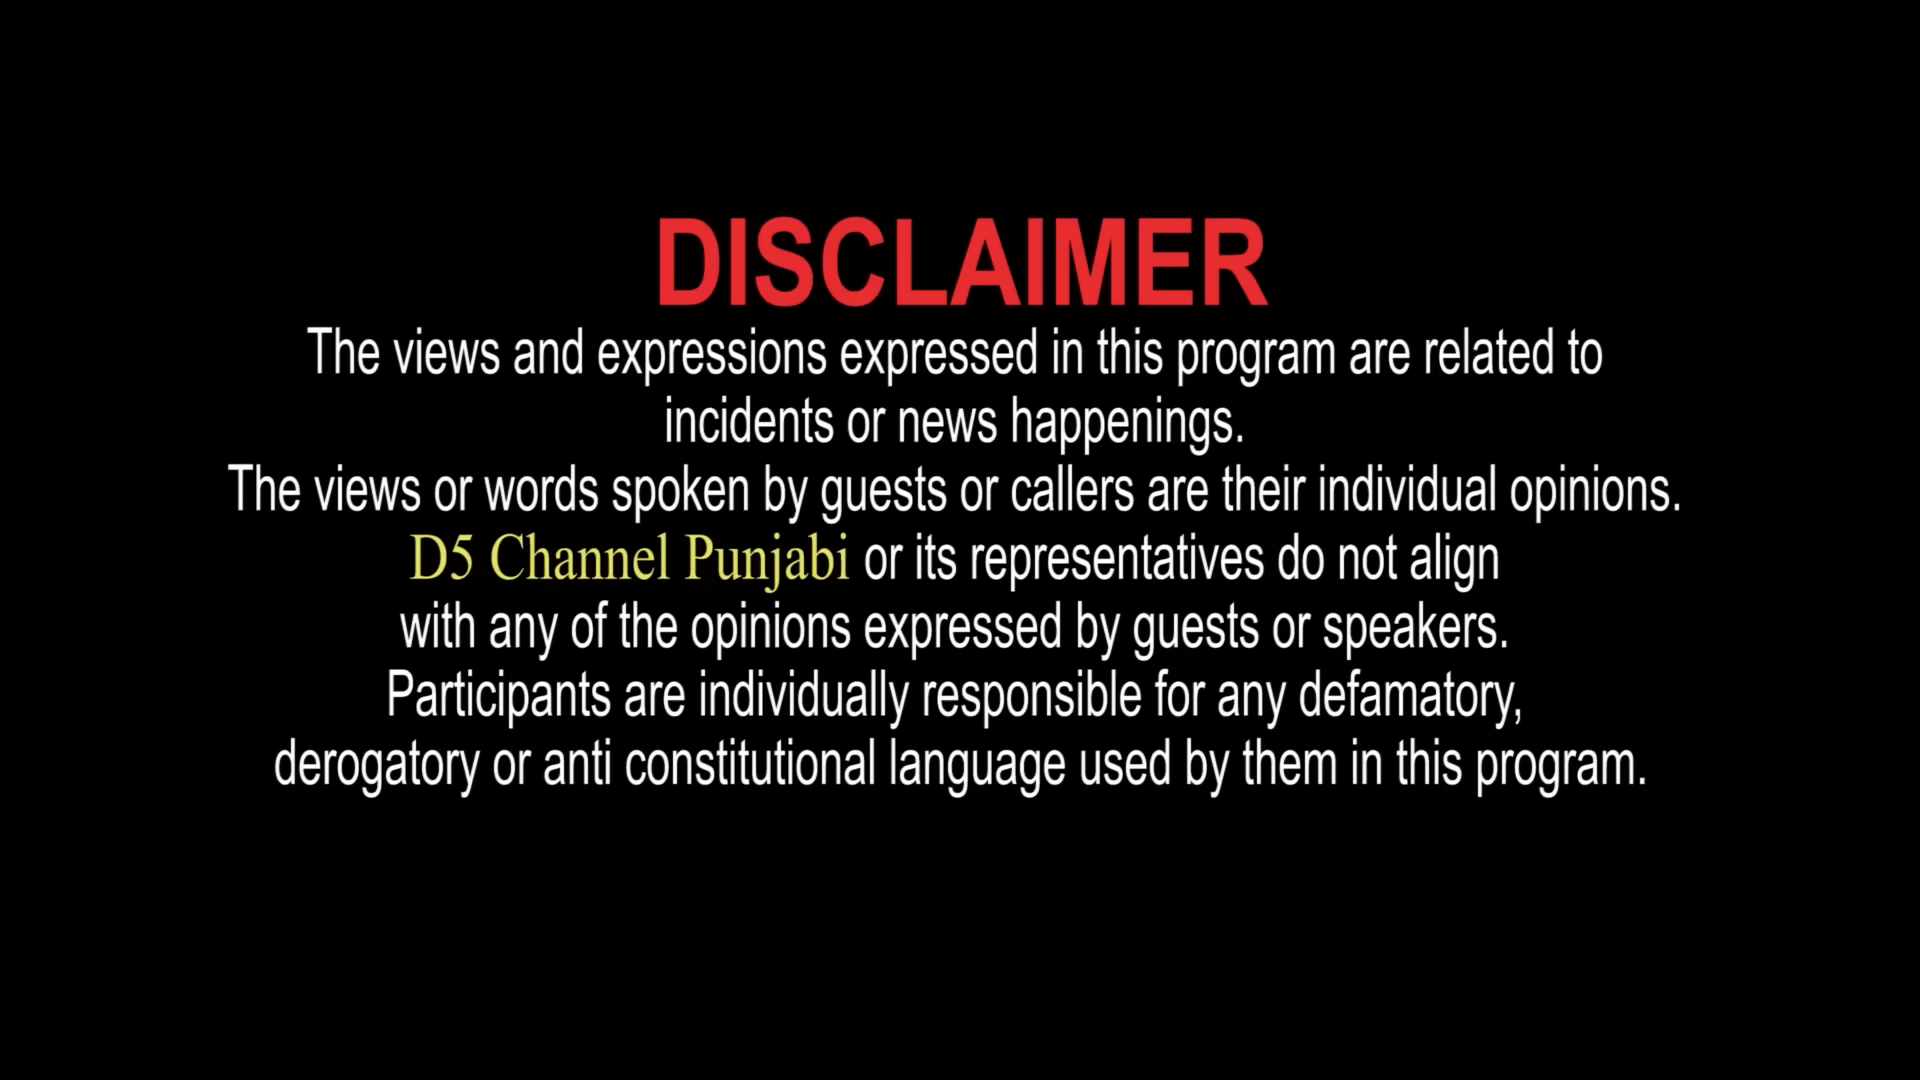 DISCLAIMER
The views and expressions expressed in this program are related to
incidents or news happenings.
The views or words spoken by guests or callers are their individual opinions.
D5 Channel Punjabi or its representatives do not align
with any of the opinions expressed by guests or speakers.
Participants are individually responsible for any defamatory,
derogatory or anti constitutional language used by them in this program.